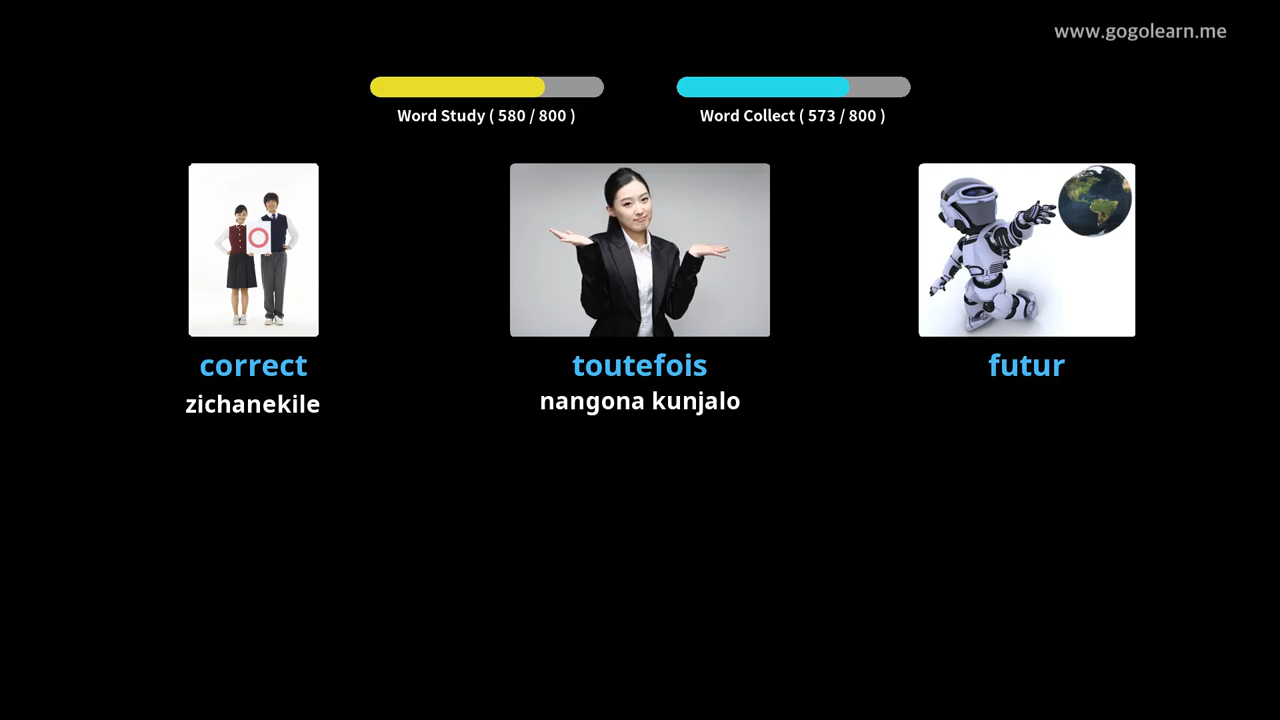 www.gogolearn.me
Word Study ( 580 / 800 )
Word Collect ( 573 / 800 )
correct
toutefois
futur
zichanekile
nangona kunjalo